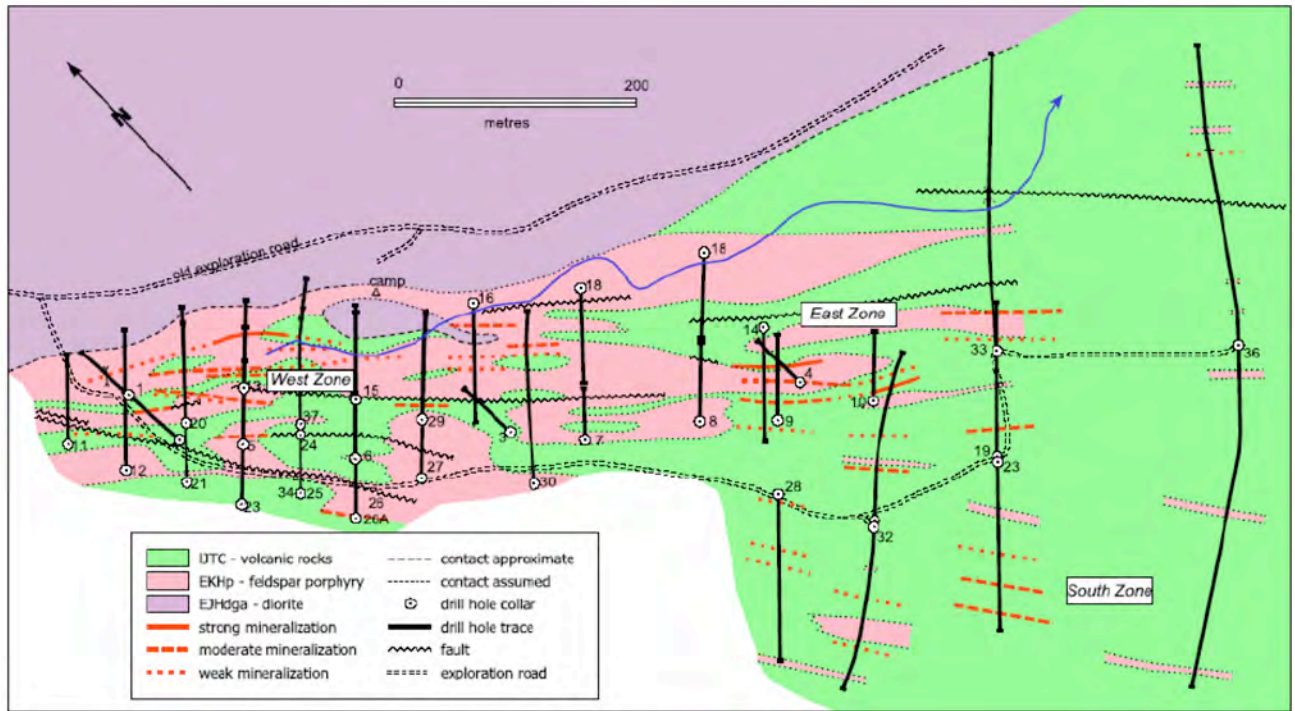 0
200
metres
N
old exploration road
camp
18
16
18
East Zone
14
33
36
West Zone
1
1
13
15
4
10
9
20
37
24
29
3
7
8
11
5
6
19
23
12
21
34
25
27
30
28
23
26
26A
32
South Zone
IJTC - volcanic rocks
EKHp - feldspar porphyry
EJHdga - diorite
strong mineralization
moderate mineralization
weak mineralization
contact approximate
contact assumed
drill hole collar
drill hole trace
fault
exploration road